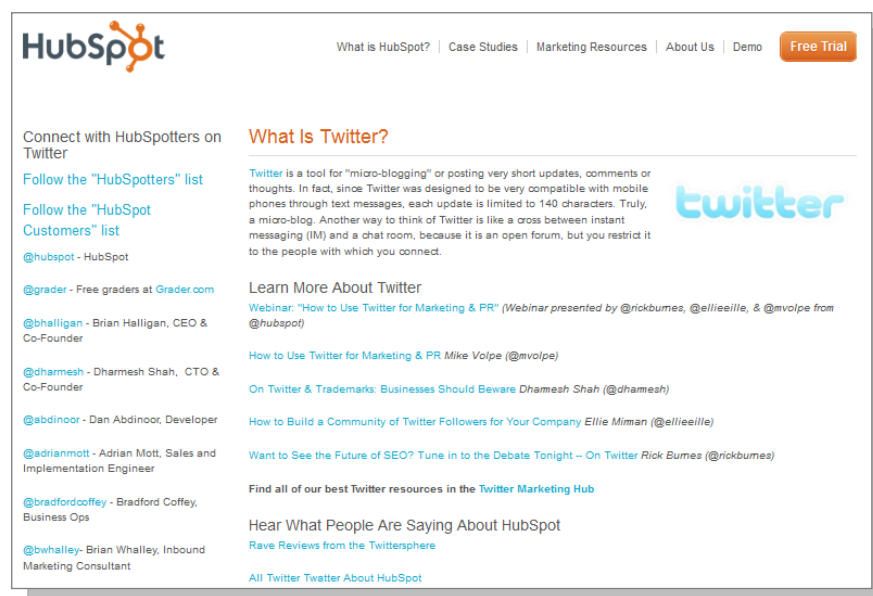 HubSpot
What is HubSpot? | Case Studies | Marketing Resources | About Us | Demo
Free Trial
Connect with HubSpotters on
Twitter
Follow the "HubSpotters" list
Follow the "HubSpot
Customers" list
@hubspot - HubSpot
@grader - Free graders at Grader.com
@bhalligan - Brian Halligan, CEO &
Co-Founder
@dharmesh - Dharmesh Shah, CTO &
Co-Founder
@abdinoor - Dan Abdinoor, Developer
@adrianmott - Adrian Mott, Sales and
Implementation Engineer
@bradfordcoffey - Bradford Coffey,
Business Ops
@bwhalley- Brian Whalley, Inbound
Marketing Consultant
What Is Twitter?
Twitter is a tool for "micro-blogging" or posting very short updates, comments or
thoughts. In fact, since Twitter was designed to be very compatible with mobile
phones through text messages, each update is limited to 140 characters. Truly,
a micro-blog. Another way to think of Twitter is like a cross between instant
messaging (IM) and a chat room, because it is an open forum, but you restrict it
to the people with which you connect.
twitter
Learn More About Twitter
Webinar: "How to Use Twitter for Marketing & PR" (Webinar presented by @rickburnes, @ellieeille, & @mvolpe from
@hubspot)
How to Use Twitter for Marketing & PR Mike Volpe (@mvolpe)
On Twitter & Trademarks: Businesses Should Beware Dharmesh Shah (@dharmesh)
How to Build a Community of Twitter Followers for Your Company Ellie Mirman (@ellieeille)
Want to See the Future of SEO? Tune in to the Debate Tonight -- On Twitter Rick Burnes (@rickburnes)
Find all of our best Twitter resources in the Twitter Marketing Hub
Hear What People Are Saying About HubSpot
Rave Reviews from the Twittersphere
All Twitter Twatter About HubSpot